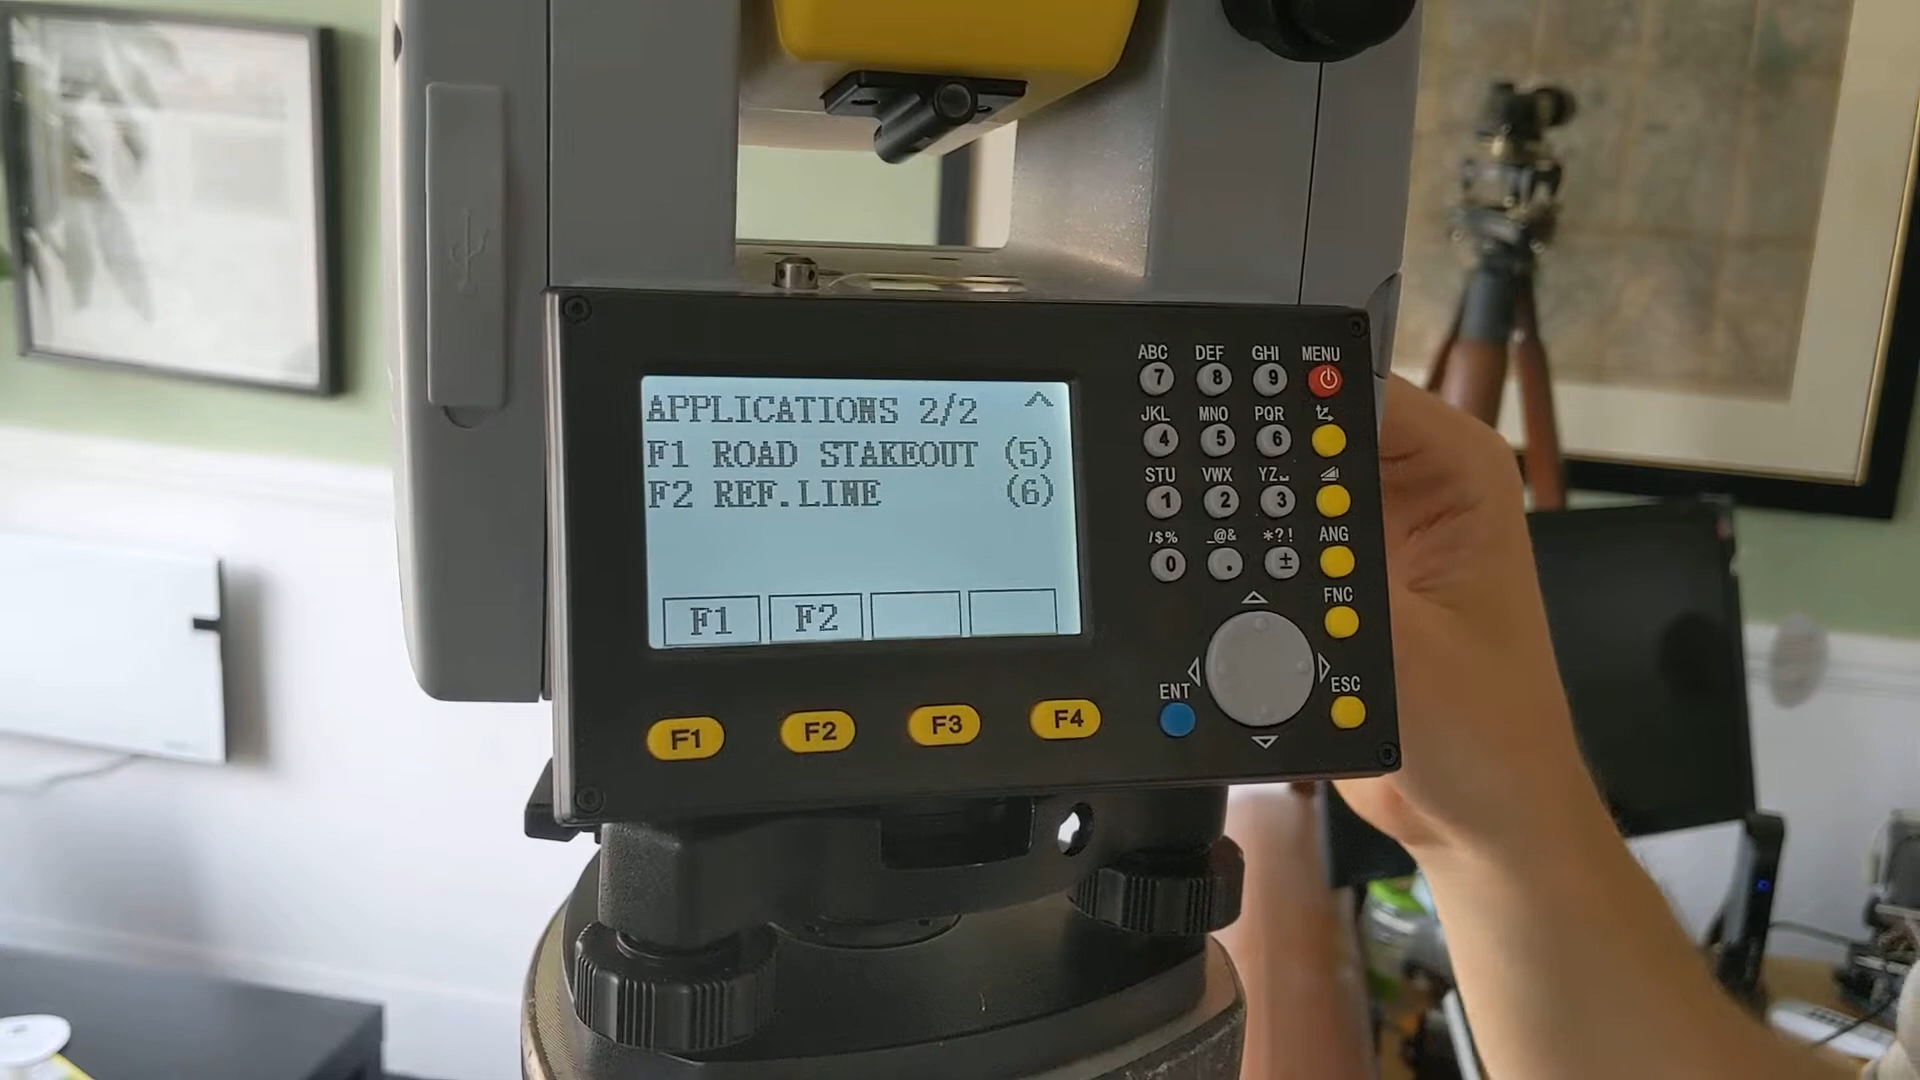 APPLICATIONS 2/2 ^
F1 ROAD STAKEOUT (5)
F2 REF.LINE (6)
F1 F2
F1 F2 F3 F4
ABC DEF GHI MENU
7 8 9
JKL MNO PQR
4 5 6
STU VWX YZ␣
1 2 3
/$% _@& *?! ANG
0 . ±
FNC
ENT ESC